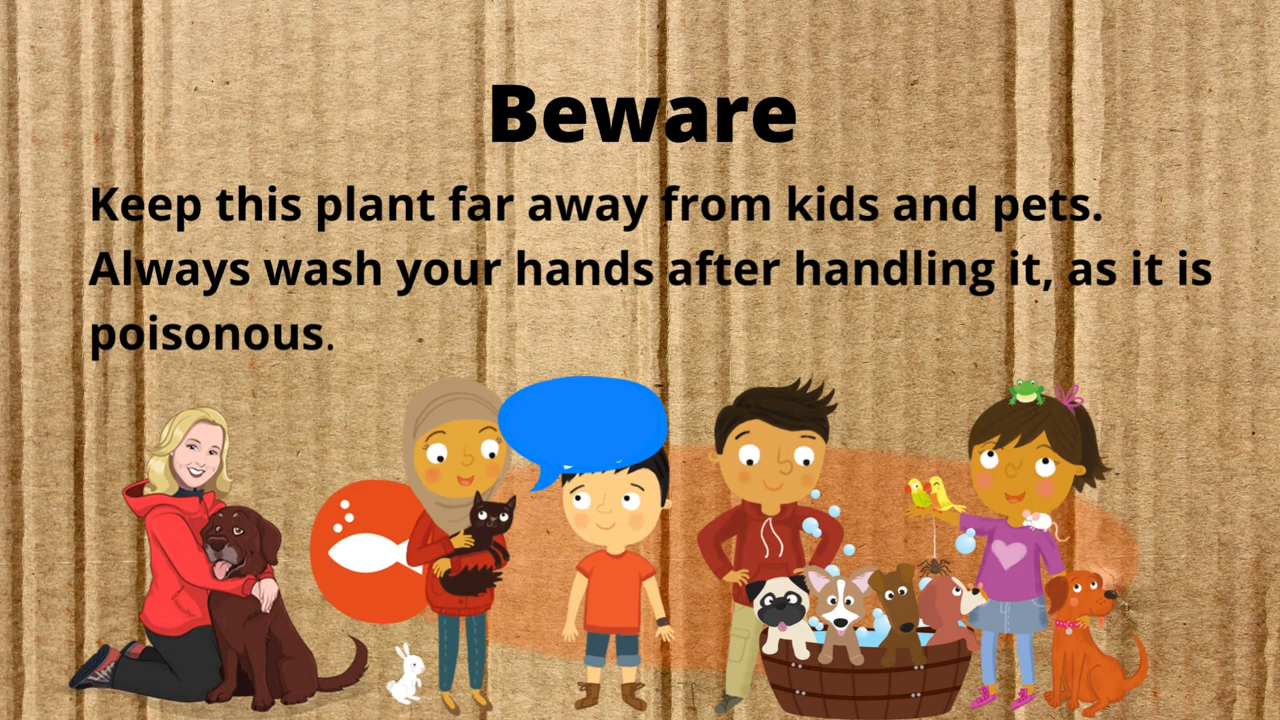 Beware
Keep this plant far away from kids and pets.
Always wash your hands after handling it, as it is
poisonous.